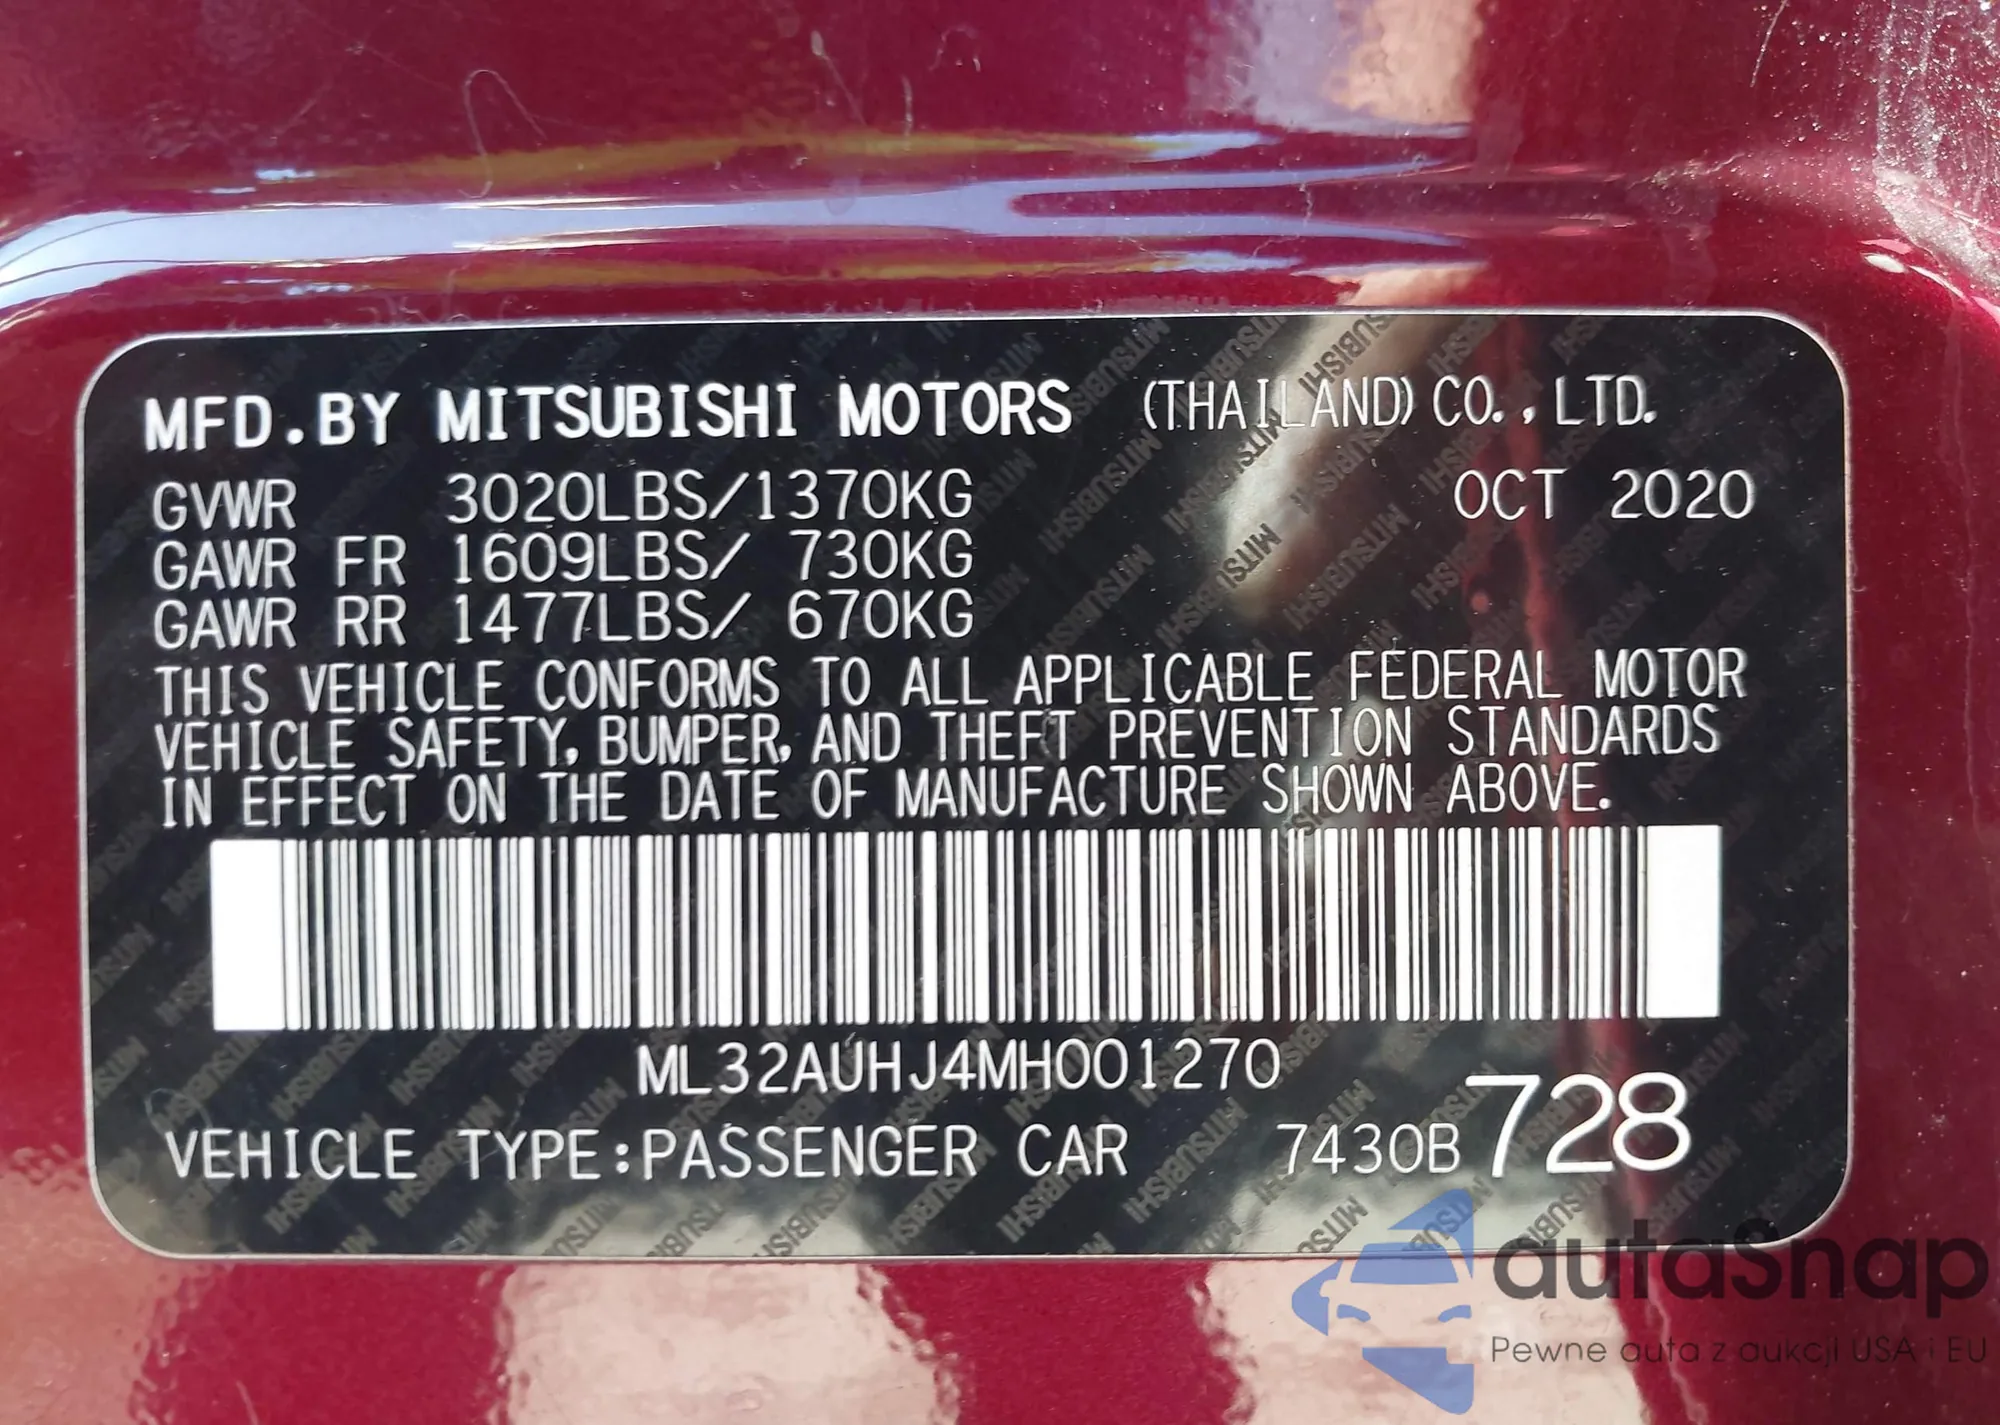 MFD.BY MITSUBISHI MOTORS (THAILAND) CO.,LTD.
GVWR 3020LBS/1370KG OCT 2020
GAWR FR 1609LBS/ 730KG
GAWR RR 1477LBS/ 670KG
THIS VEHICLE CONFORMS TO ALL APPLICABLE FEDERAL MOTOR
VEHICLE SAFETY, BUMPER, AND THEFT PREVENTION STANDARDS
IN EFFECT ON THE DATE OF MANUFACTURE SHOWN ABOVE.
ML32AUHJ4MH001270
VEHICLE TYPE:PASSENGER CAR 7430B 728
autaSnap
Pewne auta z aukcji USA i EU